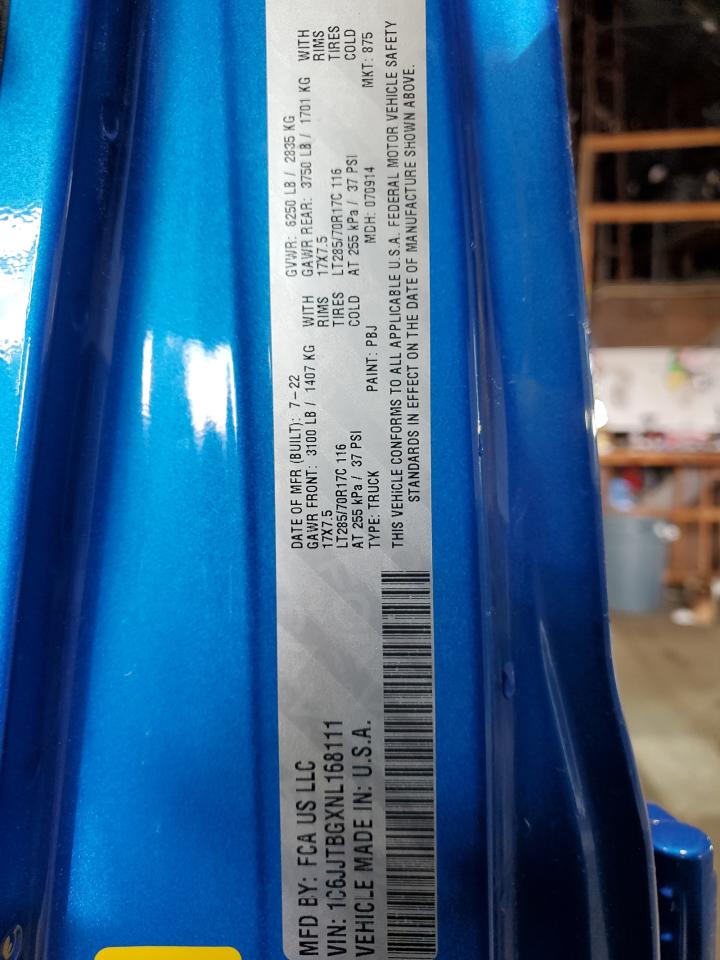 MFD BY: FCA US LLC
VIN: 1C6JJTBGXNL168111
VEHICLE MADE IN: U.S.A.
DATE OF MFR (BUILT): 7-22 GVWR: 6250 LB / 2835 KG
GAWR FRONT: 3100 LB / 1407 KG WITH GAWR REAR: 3750 LB / 1701 KG WITH
17X7.5 RIMS 17X7.5 RIMS
LT285/70R17C 116 TIRES LT285/70R17C 116 TIRES
AT 255 kPa / 37 PSI COLD AT 255 kPa / 37 PSI COLD
TYPE: TRUCK PAINT: PBJ MDH: 070914 MKT: 875
THIS VEHICLE CONFORMS TO ALL APPLICABLE U.S.A. FEDERAL MOTOR VEHICLE SAFETY
STANDARDS IN EFFECT ON THE DATE OF MANUFACTURE SHOWN ABOVE.